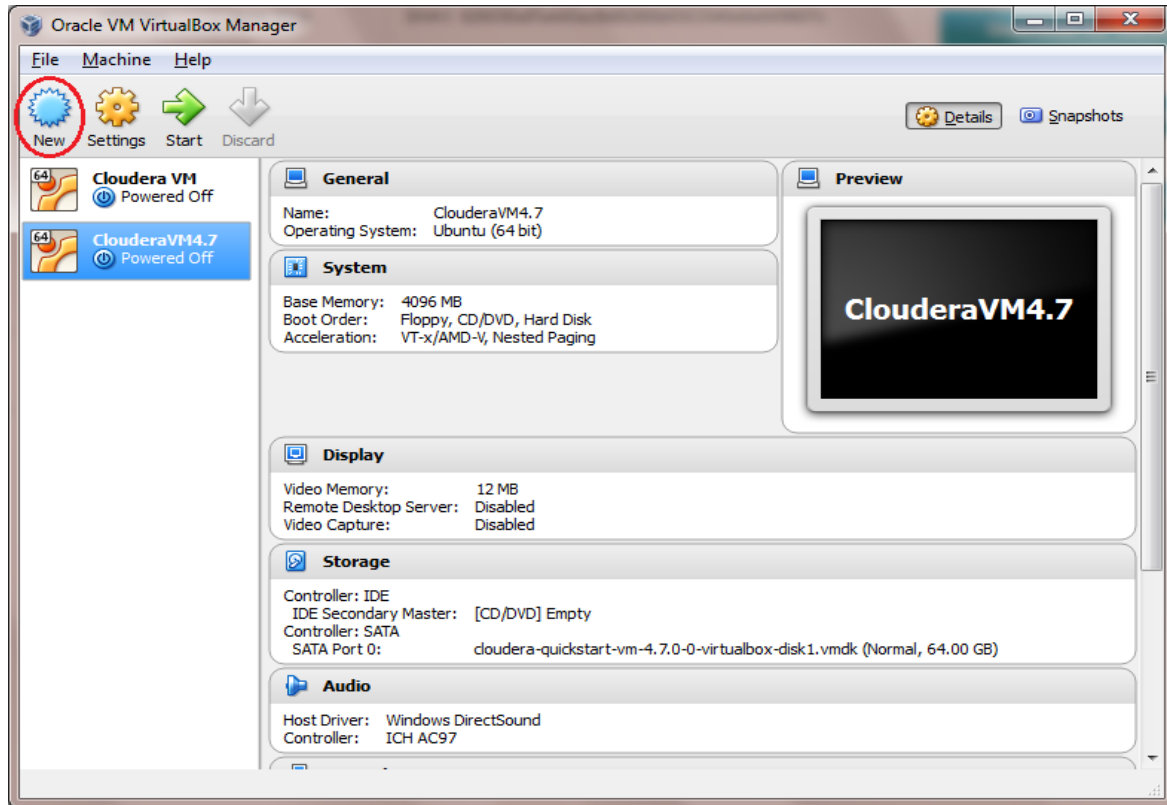 Oracle VM VirtualBox Manager
File Machine Help
New Settings Start Discard
Details Snapshots
64 Cloudera VM
Powered Off
64 ClouderaVM4.7
Powered Off
General
Name: ClouderaVM4.7
Operating System: Ubuntu (64 bit)
System
Base Memory: 4096 MB
Boot Order: Floppy, CD/DVD, Hard Disk
Acceleration: VT-x/AMD-V, Nested Paging
Preview
ClouderaVM4.7
Display
Video Memory: 12 MB
Remote Desktop Server: Disabled
Video Capture: Disabled
Storage
Controller: IDE
IDE Secondary Master: [CD/DVD] Empty
Controller: SATA
SATA Port 0: cloudera-quickstart-vm-4.7.0-0-virtualbox-disk1.vmdk (Normal, 64.00 GB)
Audio
Host Driver: Windows DirectSound
Controller: ICH AC97